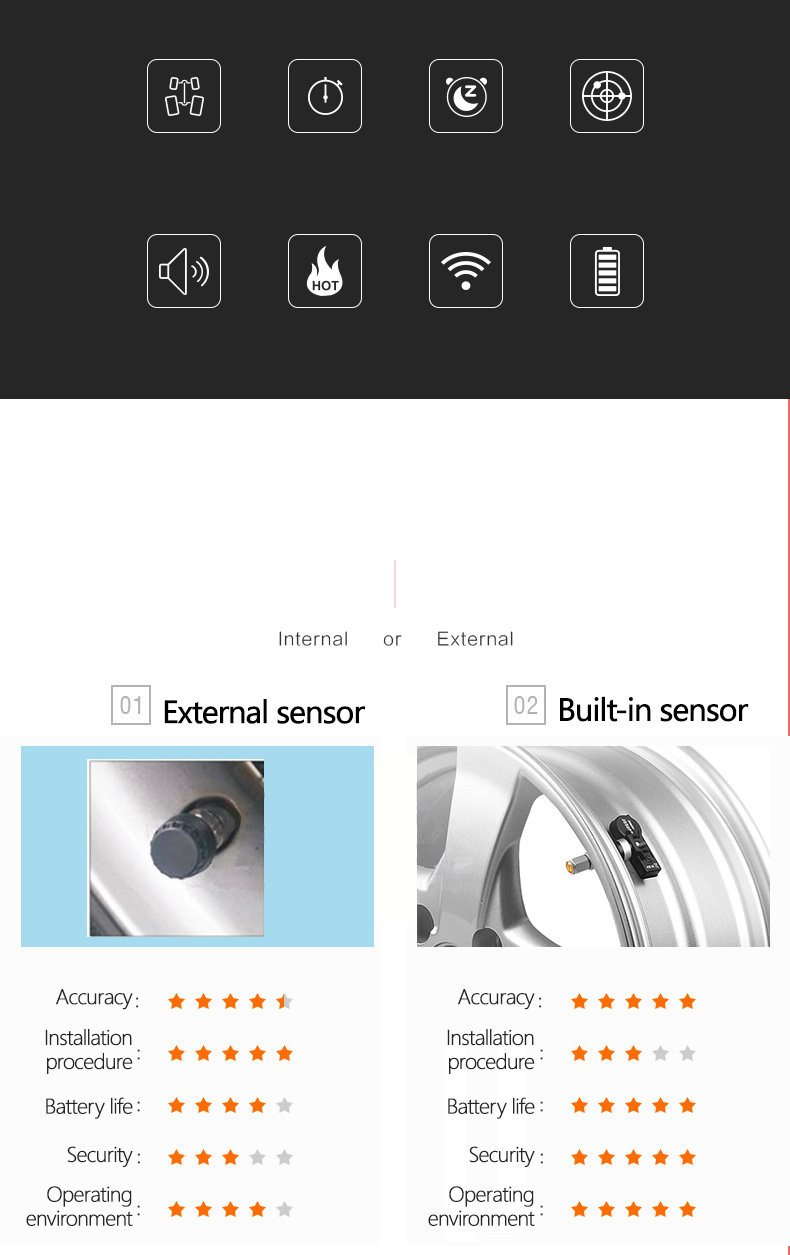 Z
HOT
Internal or External
01 External sensor
02 Built-in sensor
Accuracy:
Installation
procedure:
Battery life:
Security:
Operating
environment:
Accuracy:
Installation
procedure:
Battery life:
Security:
Operating
environment: